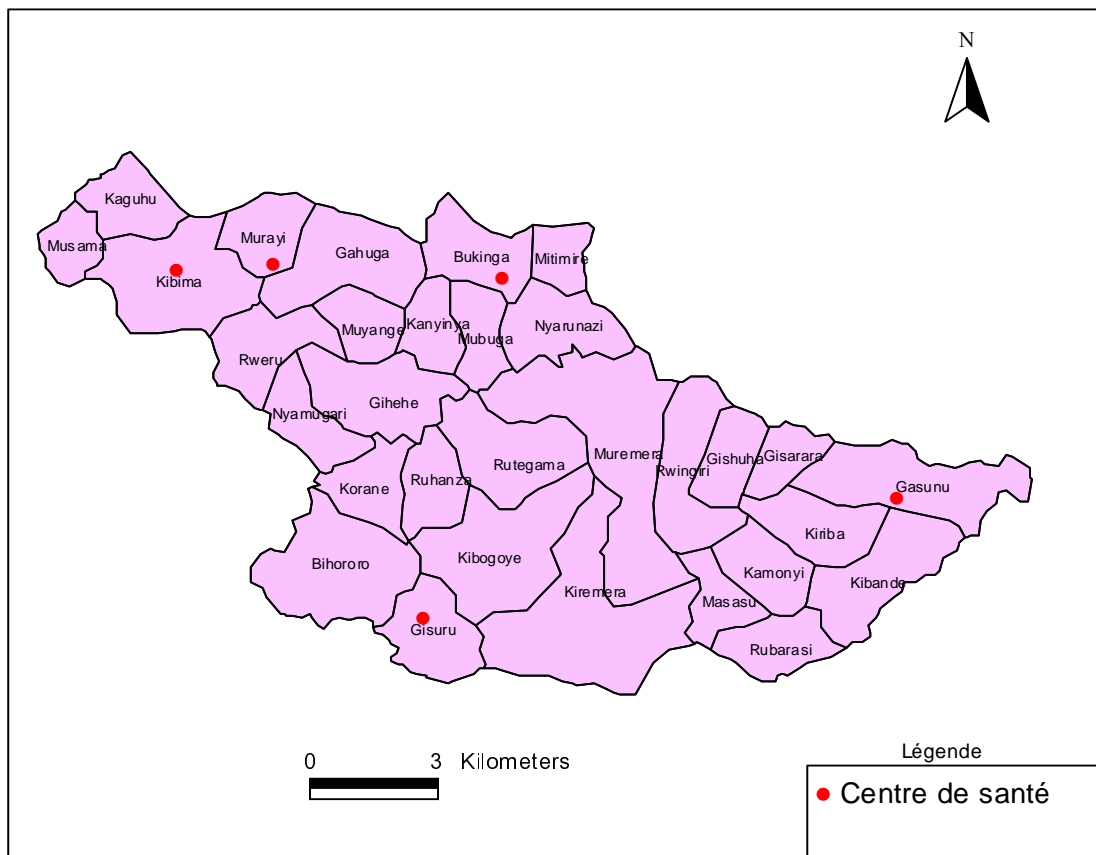 N
Kaguhu
Musama
Murayi
Kibima
Gahuga
Bukinga
Mitimire
Muyange
Kanyinya
Mubuga
Nyarunazi
Rweru
Nyamugari
Gihehe
Korane
Ruhanza
Rutegama
Muremera
Rwingiri
Gishuha
Gisarara
Gasunu
Kiriba
Bihororo
Kibogoye
Kiremera
Kamonyi
Kibande
Masasu
Gisuru
Rubarasi
0 3 Kilometers
Légende
Centre de santé